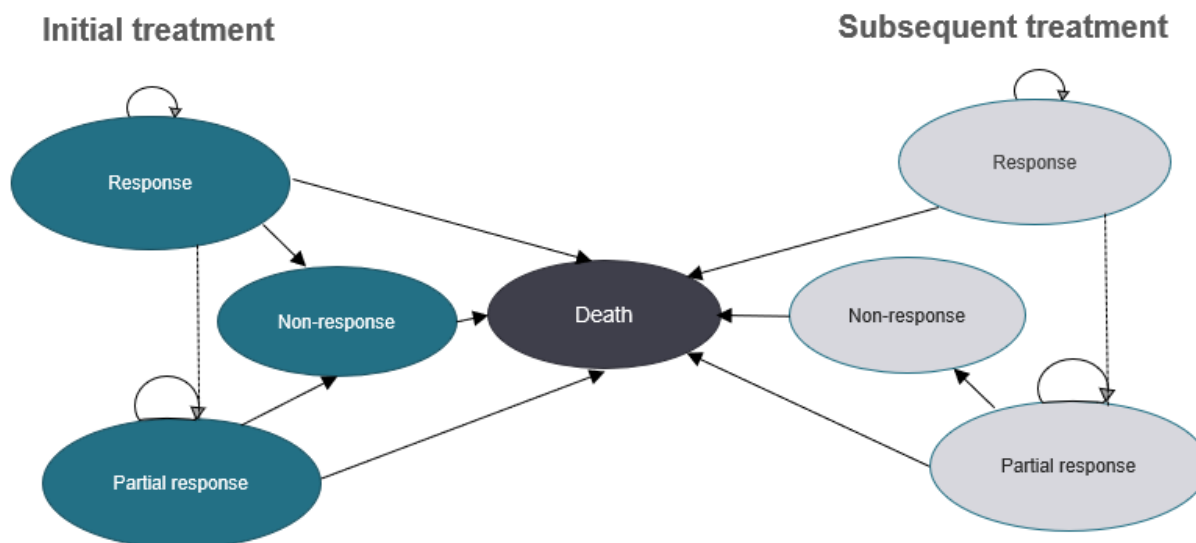 Initial treatment
Subsequent treatment
Response
Response
Non-response
Death
Non-response
Partial response
Partial response